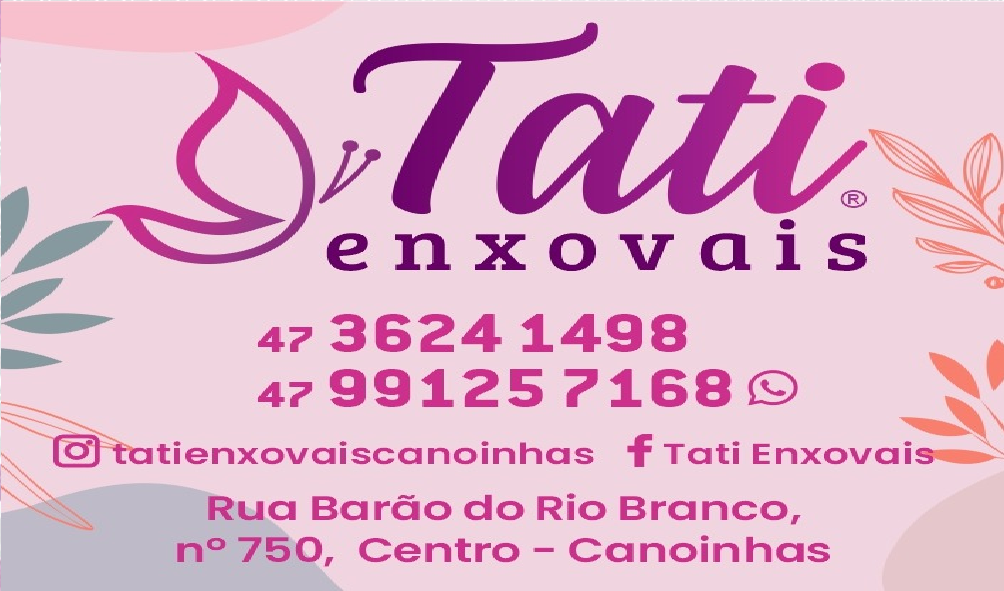 Tati®
enxovais
47 3624 1498
47 99125 7168
tatienxovaiscanoinhas Tati Enxovais
Rua Barão do Rio Branco,
nº 750, Centro - Canoinhas